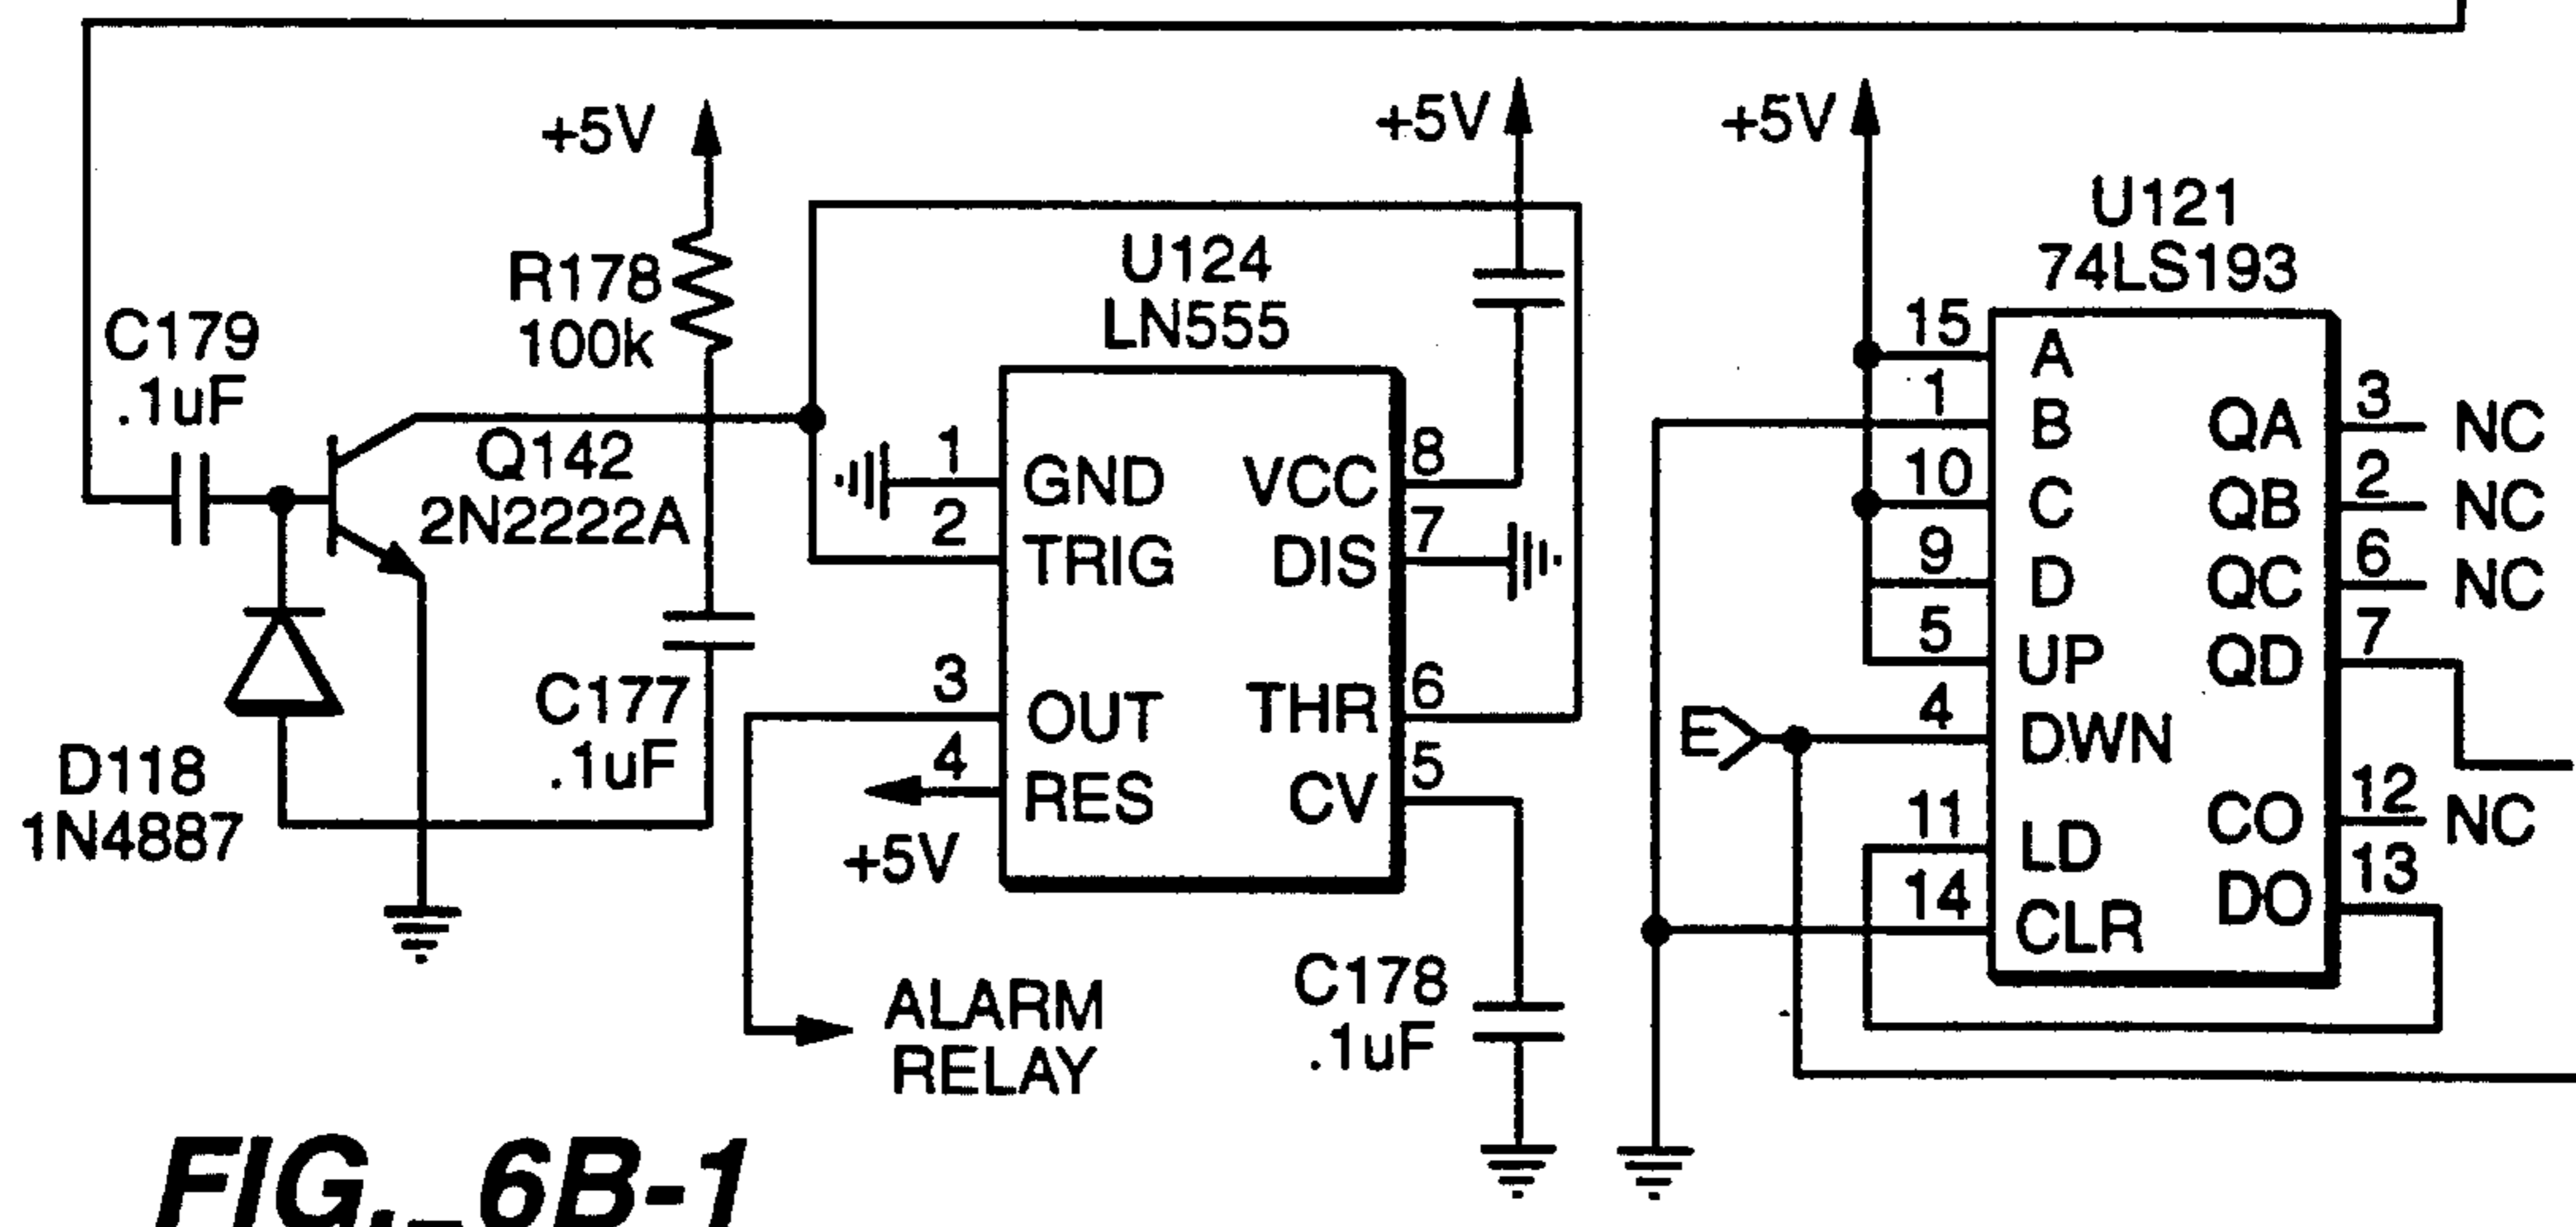 +5V
+5V
+5V
R178
100k
C179
.1uF
Q142
2N2222A
D118
1N4887
C177
.1uF
U124
LN555
1 GND VCC 8
2 TRIG DIS 7
3 OUT THR 6
4 RES CV 5
+5V
ALARM
RELAY
C178
.1uF
U121
74LS193
15 A
1 B QA 3 NC
10 C QB 2 NC
9 D QC 6 NC
5 UP QD 7
E 4 DWN
11 LD CO 12 NC
14 CLR DO 13
FIG._6B-1